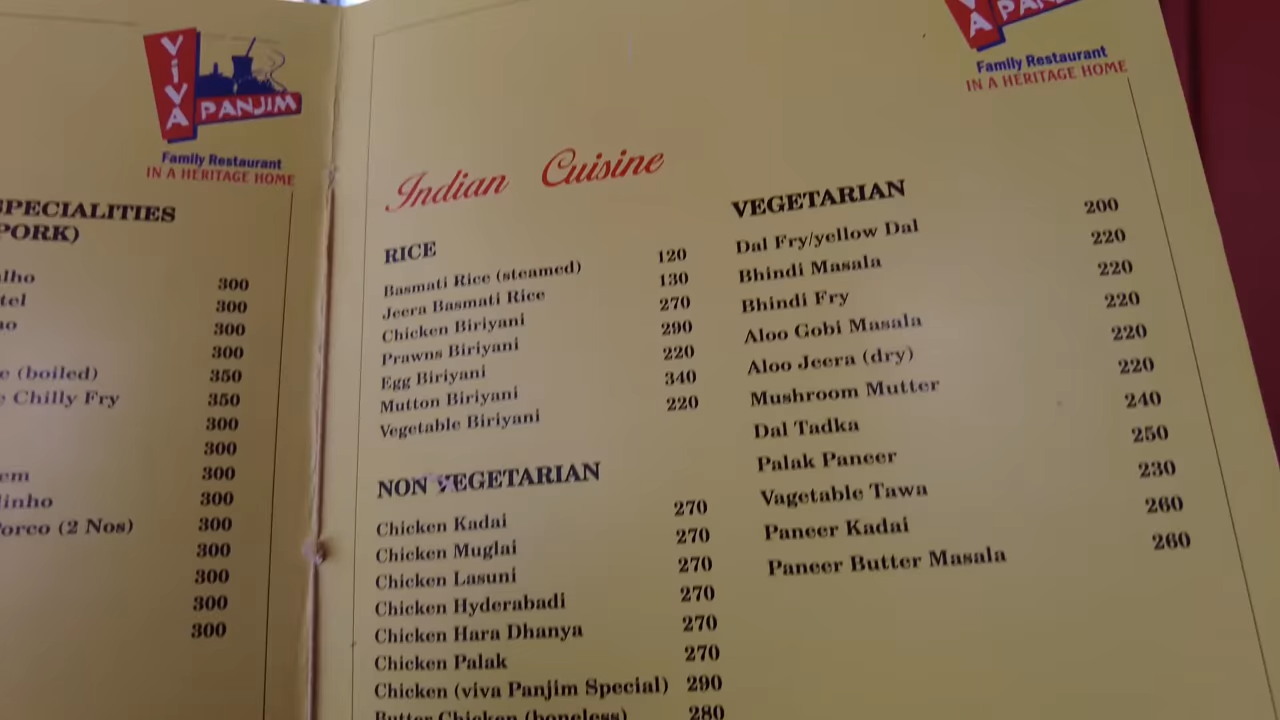 ViVA
PANJIM
Family Restaurant
IN A HERITAGE HOME
SPECIALITIES
PORK)
300
300
300
300
(boiled) 350
Chilly Fry 350
300
300
300
300
(2 Nos) 300
300
300
300
300
PANJIM
Family Restaurant
IN A HERITAGE HOME
Indian Cuisine
RICE
Basmati Rice (steamed) 120
Jeera Basmati Rice 130
Chicken Biriyani 270
Prawns Biriyani 290
Egg Biriyani 220
Mutton Biriyani 340
Vegetable Biriyani 220
NON VEGETARIAN
Chicken Kadai 270
Chicken Muglai 270
Chicken Lasuni 270
Chicken Hyderabadi 270
Chicken Hara Dhanya 270
Chicken Palak 270
Chicken (viva Panjim Special) 290
Butter Chicken (boneless) 280
VEGETARIAN
Dal Fry/yellow Dal 200
Bhindi Masala 220
Bhindi Fry 220
Aloo Gobi Masala 220
Aloo Jeera (dry) 220
Mushroom Mutter 220
Dal Tadka 240
Palak Paneer 250
Vagetable Tawa 230
Paneer Kadai 260
Paneer Butter Masala 260